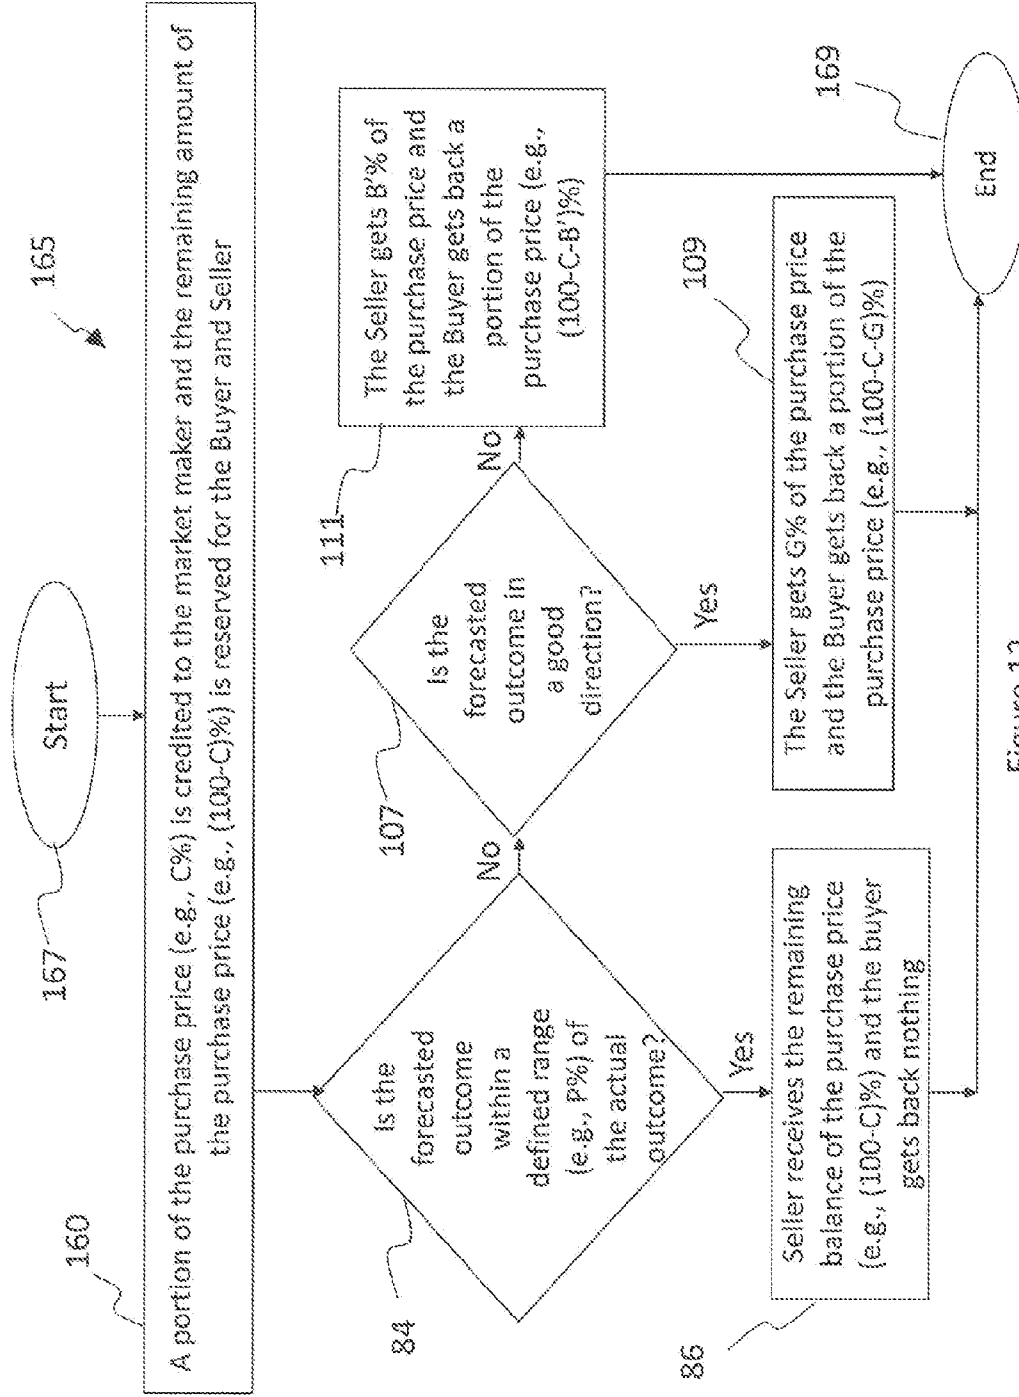 165
167
Start
160
A portion of the purchase price (e.g., C%) is credited to the market maker and the remaining amount of
the purchase price (e.g., (100-C)%) is reserved for the Buyer and Seller
84
Is the
forecasted
outcome
within a
defined range
(e.g., P%) of
the actual
outcome?
No
Yes
107
Is the
forecasted
outcome in
a good
direction?
No
Yes
111
The Seller gets B'% of
the purchase price and
the Buyer gets back a
portion of the
purchase price (e.g.,
(100-C-B')%)
86
Seller receives the remaining
balance of the purchase price
(e.g., (100-C)%) and the buyer
gets back nothing
109
The Seller gets G% of the purchase price
and the Buyer gets back a portion of the
purchase price (e.g., (100-C-G)%)
169
End
Figure